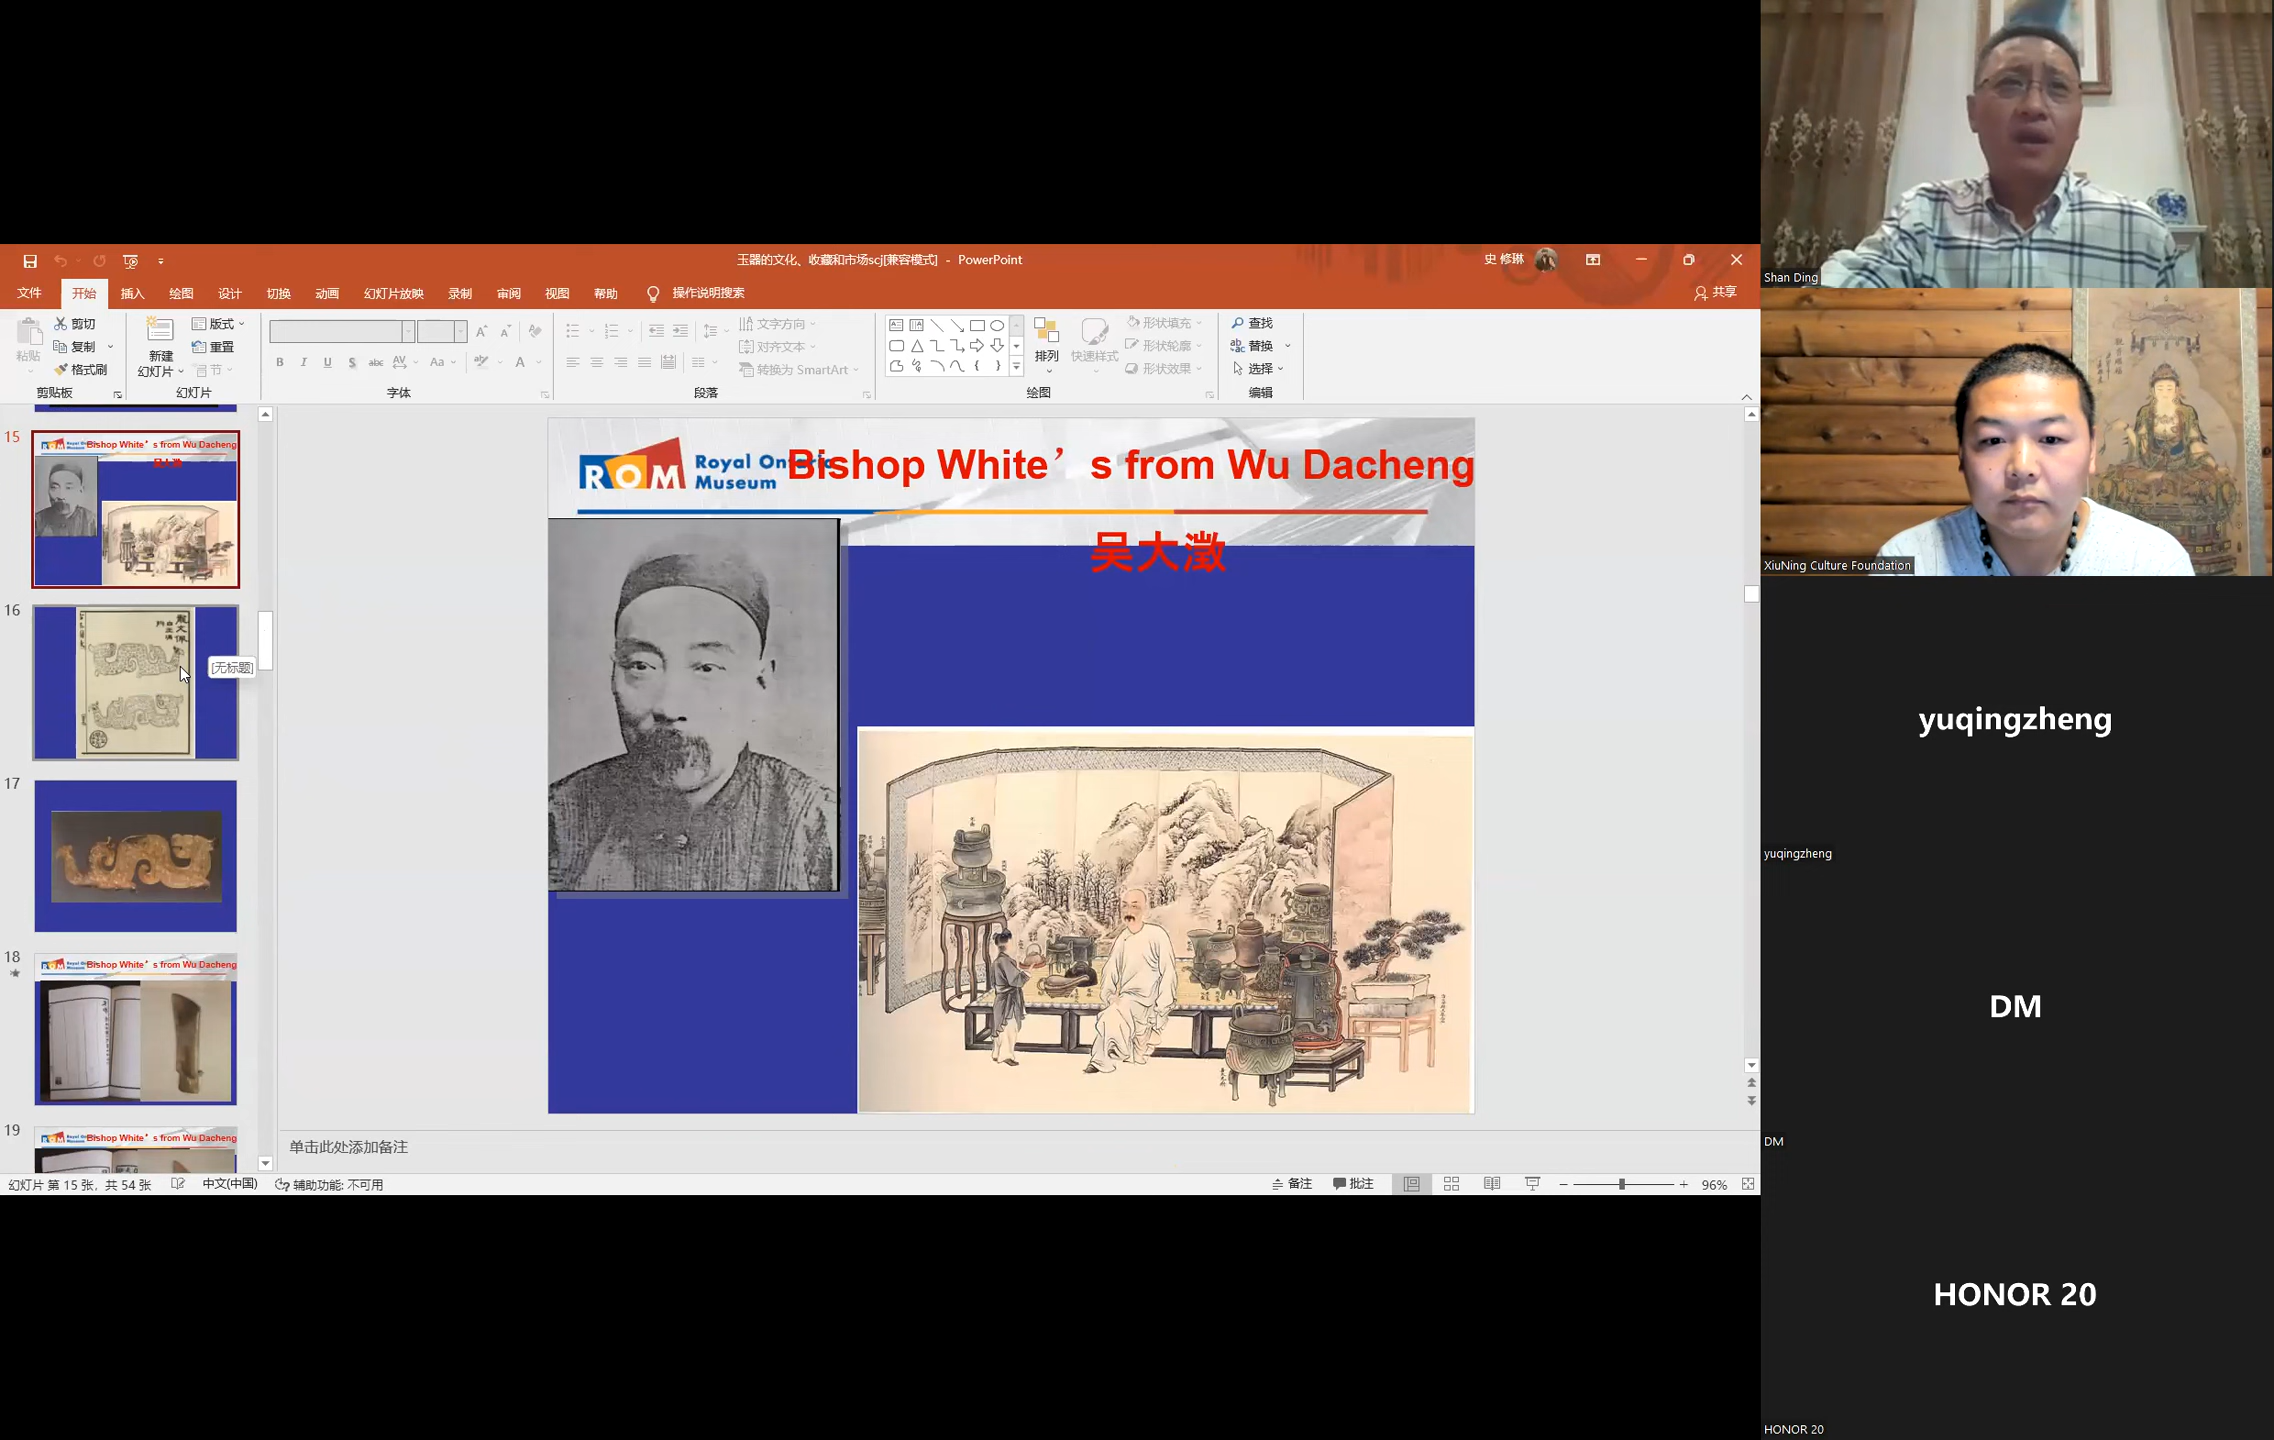 玉器的文化、收藏和市场scj[兼容模式] - PowerPoint
史 修琳
文件 开始 插入 绘图 设计 切换 动画 幻灯片放映 录制 审阅 视图 帮助 操作说明搜索 共享
粘贴
剪切
复制
格式刷
剪贴板
新建
幻灯片
版式
重置
节
幻灯片
B I U S abc AV Aa A
字体
文字方向
对齐文本
转换为 SmartArt
段落
排列
快速样式
形状填充
形状轮廓
形状效果
绘图
查找
替换
选择
编辑
15
ROM Bishop White’s from Wu Dacheng
吴大澂
16
[无标题]
17
18
ROM Bishop White’s from Wu Dacheng
19
ROM Bishop White’s from Wu Dacheng
ROM Royal Ontario
Museum
Bishop White’s from Wu Dacheng
吴大澂
单击此处添加备注
幻灯片 第 15 张，共 54 张
中文(中国)
辅助功能: 不可用
备注
批注
96%
Shan Ding
XiuNing Culture Foundation
yuqingzheng
yuqingzheng
DM
DM
HONOR 20
HONOR 20